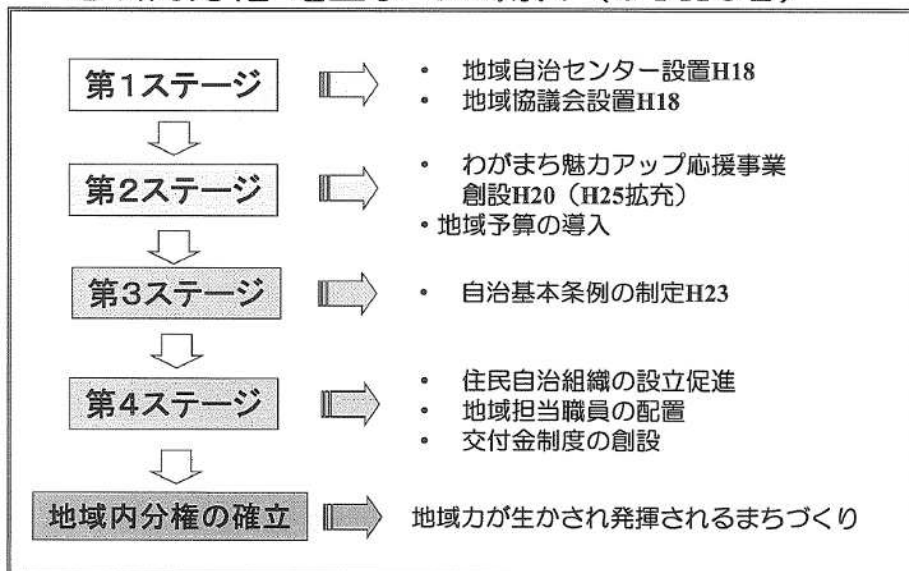 第1ステージ
・ 地域自治センター設置H18
・ 地域協議会設置H18
第2ステージ
・ わがまち魅力アップ応援事業
創設H20（H25拡充）
・地域予算の導入
第3ステージ
・ 自治基本条例の制定H23
第4ステージ
・ 住民自治組織の設立促進
・ 地域担当職員の配置
・ 交付金制度の創設
地域内分権の確立
地域力が生かされ発揮されるまちづくり